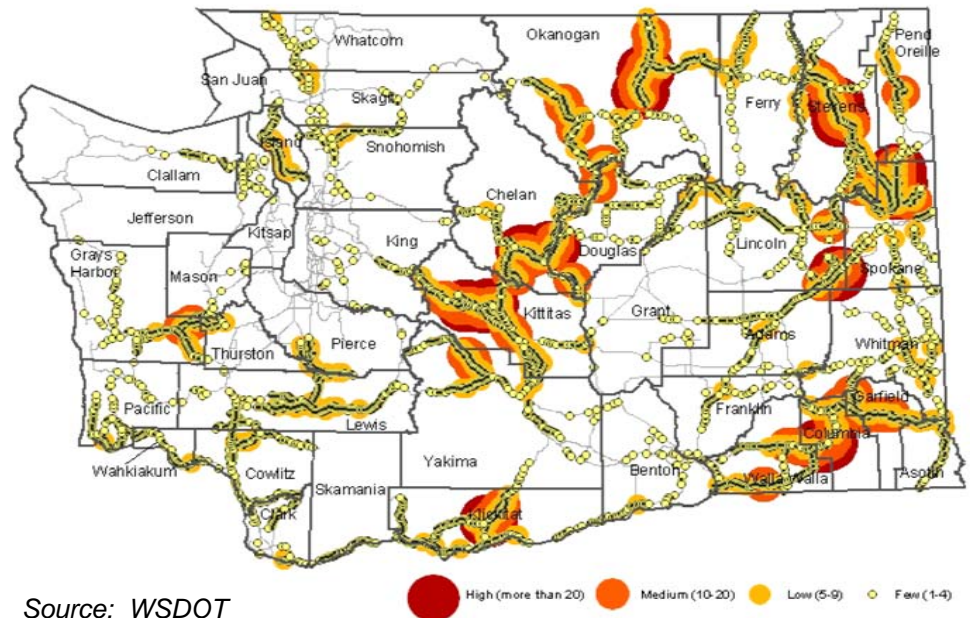 Whatcom
Okanogan
Pend
Oreille
San Juan
Skagit
Ferry
Stevens
Island
Snohomish
Clallam
Chelan
Jefferson
Kitsap
King
Douglas
Lincoln
Spokane
Gray's
Harbor
Mason
Kittitas
Grant
Adams
Whitman
Thurston
Pierce
Pacific
Lewis
Franklin
Garfield
Columbia
Wahkiakum
Cowlitz
Yakima
Benton
Walla Walla
Asotin
Skamania
Clark
Klickitat
Source: WSDOT
High (more than 20)
Medium (10-20)
Low (5-9)
Few (1-4)